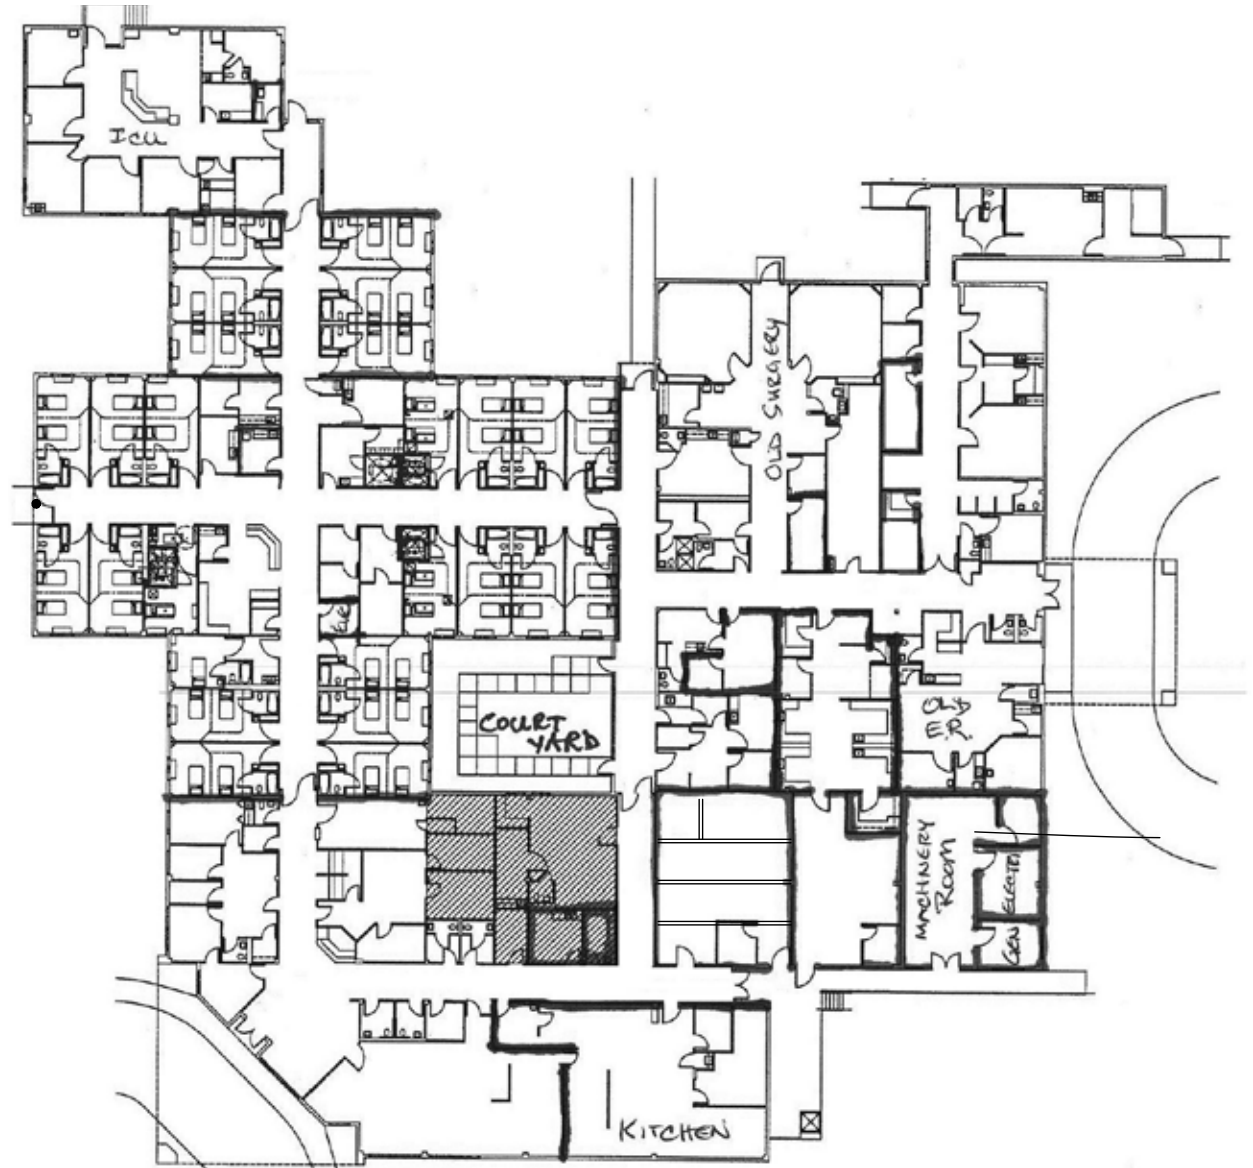 ICU
OLD SURGERY
COURT
YARD
OLD
E.R.
MACHINERY
ROOM
ELECTR
GEN
KITCHEN